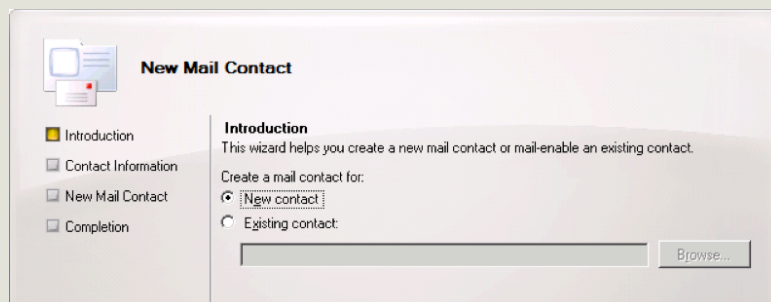 New Mail Contact
Introduction
Contact Information
New Mail Contact
Completion
Introduction
This wizard helps you create a new mail contact or mail-enable an existing contact.
Create a mail contact for:
New contact
Existing contact:
Browse...